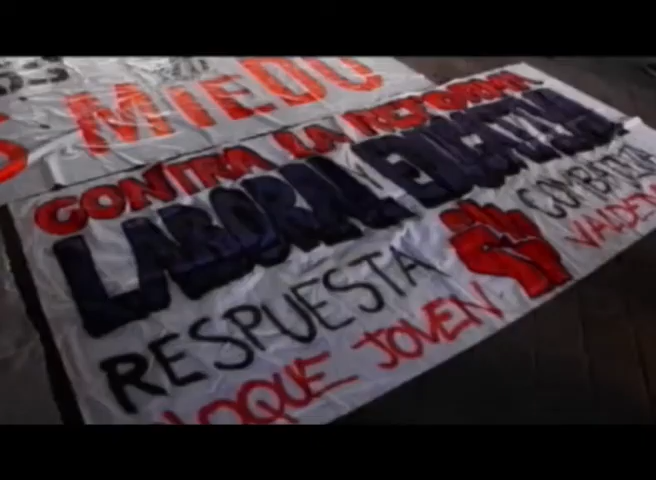 MIEDO
CONTRA LA REFORMA
LABORAL Y EDUCATIVA
RESPUESTA COMBATIVA
JOVEN